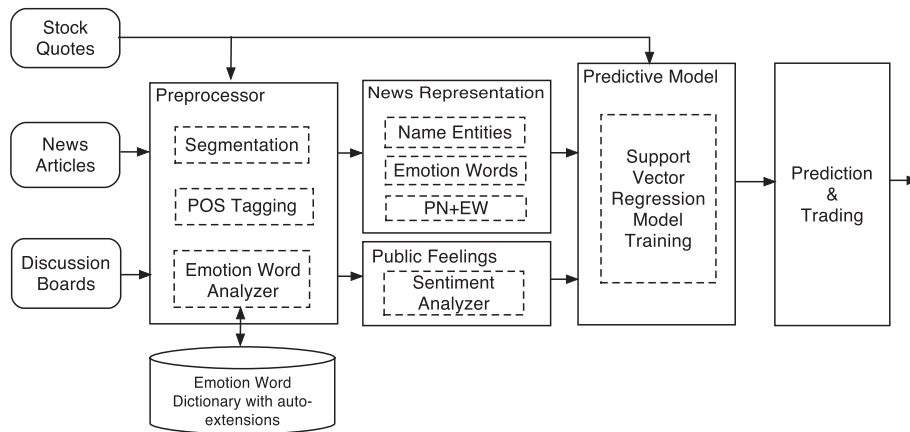 Stock
Quotes
News
Articles
Discussion
Boards
Preprocessor
Segmentation
POS Tagging
Emotion Word
Analyzer
Emotion Word
Dictionary with auto-
extensions
News Representation
Name Entities
Emotion Words
PN+EW
Public Feelings
Sentiment
Analyzer
Predictive Model
Support
Vector
Regression
Model
Training
Prediction
&
Trading